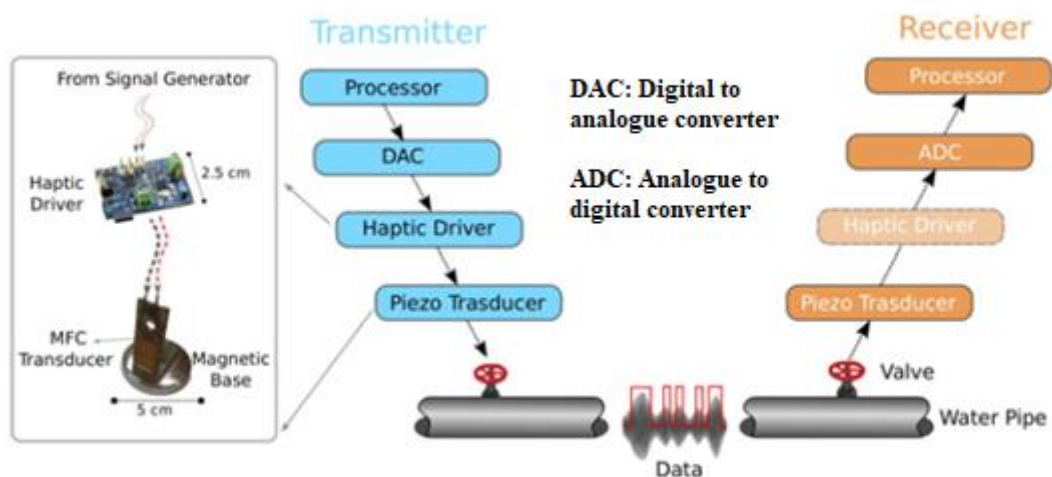 Transmitter
Receiver
From Signal Generator
Haptic
Driver
2.5 cm
MFC
Transducer
Magnetic
Base
5 cm
Processor
DAC
Haptic Driver
Piezo Trasducer
DAC: Digital to
analogue converter
ADC: Analogue to
digital converter
Processor
ADC
Haptic Driver
Piezo Trasducer
Valve
Water Pipe
Data